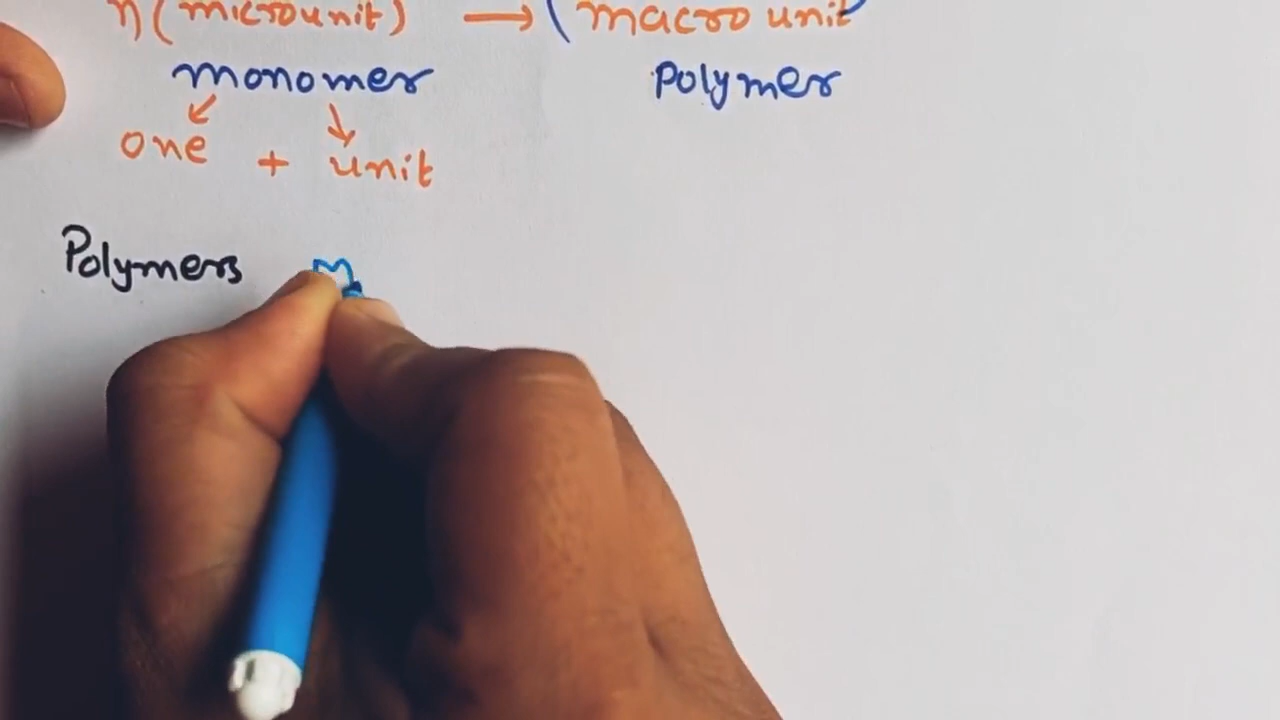 η(microunit) → (macro unit
monomer Polymer
one + unit
Polymers M